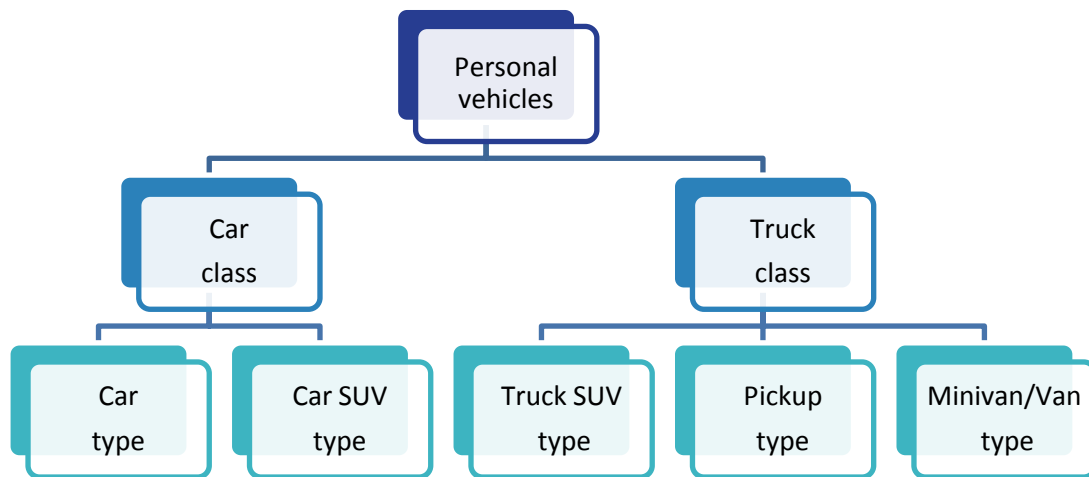 Personal
vehicles
Car
class
Truck
class
Car
type
Car SUV
type
Truck SUV
type
Pickup
type
Minivan/Van
type